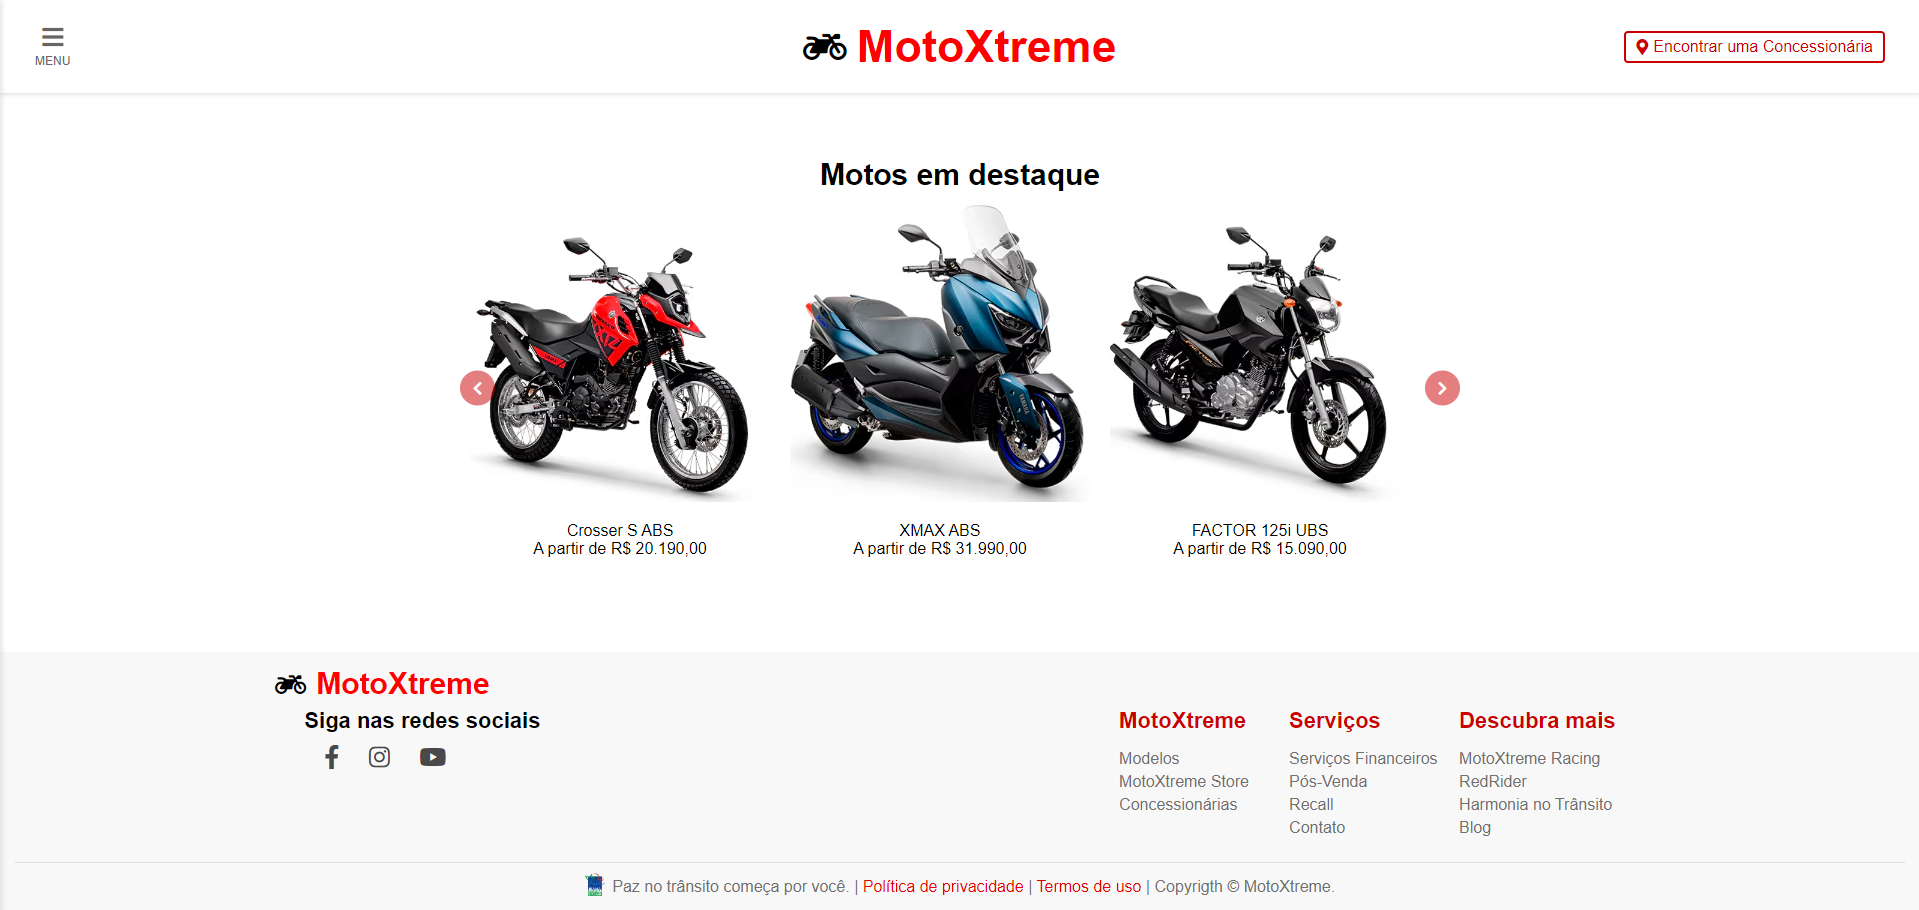 MENU
MotoXtreme
Encontrar uma Concessionária
Motos em destaque
YAMAHA
FACTOR
Crosser S ABS
A partir de R$ 20.190,00
XMAX ABS
A partir de R$ 31.990,00
FACTOR 125i UBS
A partir de R$ 15.090,00
MotoXtreme
Siga nas redes sociais
MotoXtreme
Modelos
MotoXtreme Store
Concessionárias
Serviços
Serviços Financeiros
Pós-Venda
Recall
Contato
Descubra mais
MotoXtreme Racing
RedRider
Harmonia no Trânsito
Blog
Paz no trânsito começa por você. | Política de privacidade | Termos de uso | Copyrigth © MotoXtreme.